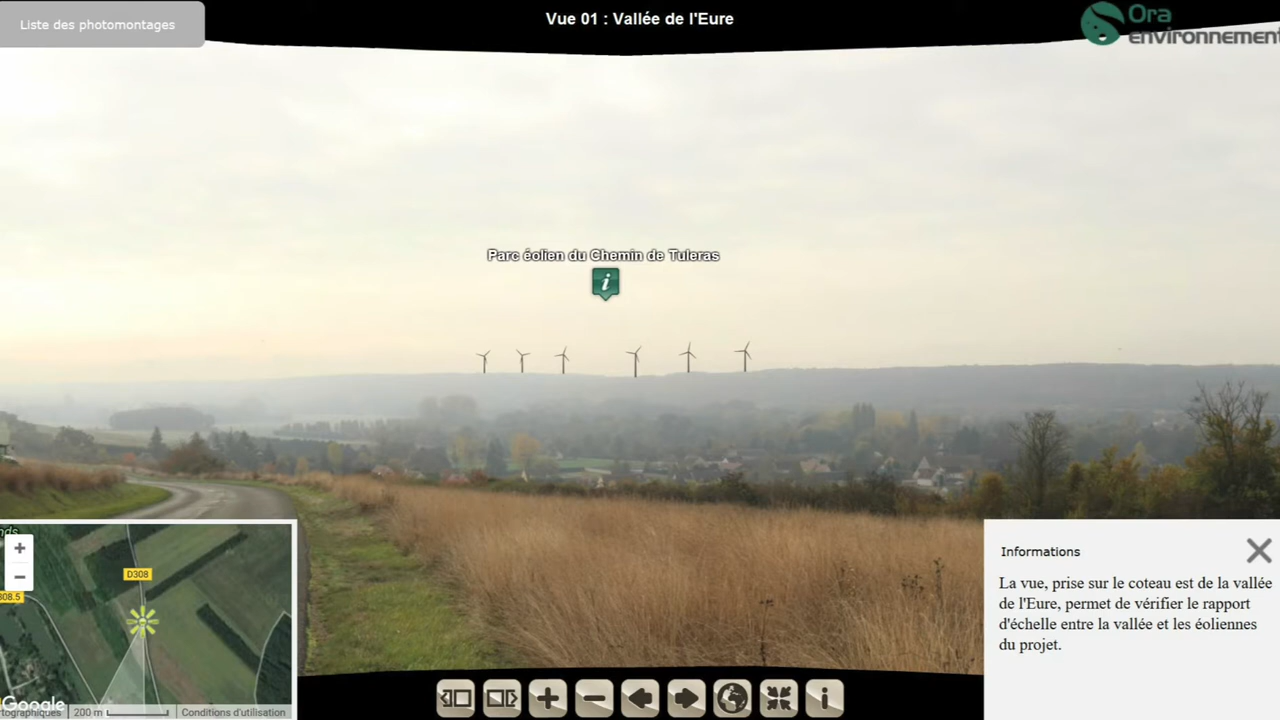 Liste des photomontages
Vue 01 : Vallée de l'Eure
Ora
environnement
Parc éolien du Chemin de Tuleras
i
nds
+
−
D308
308.5
Google
tographiques
200 m
Conditions d'utilisation
Informations
La vue, prise sur le coteau est de la vallée
de l'Eure, permet de vérifier le rapport
d'échelle entre la vallée et les éoliennes
du projet.
i